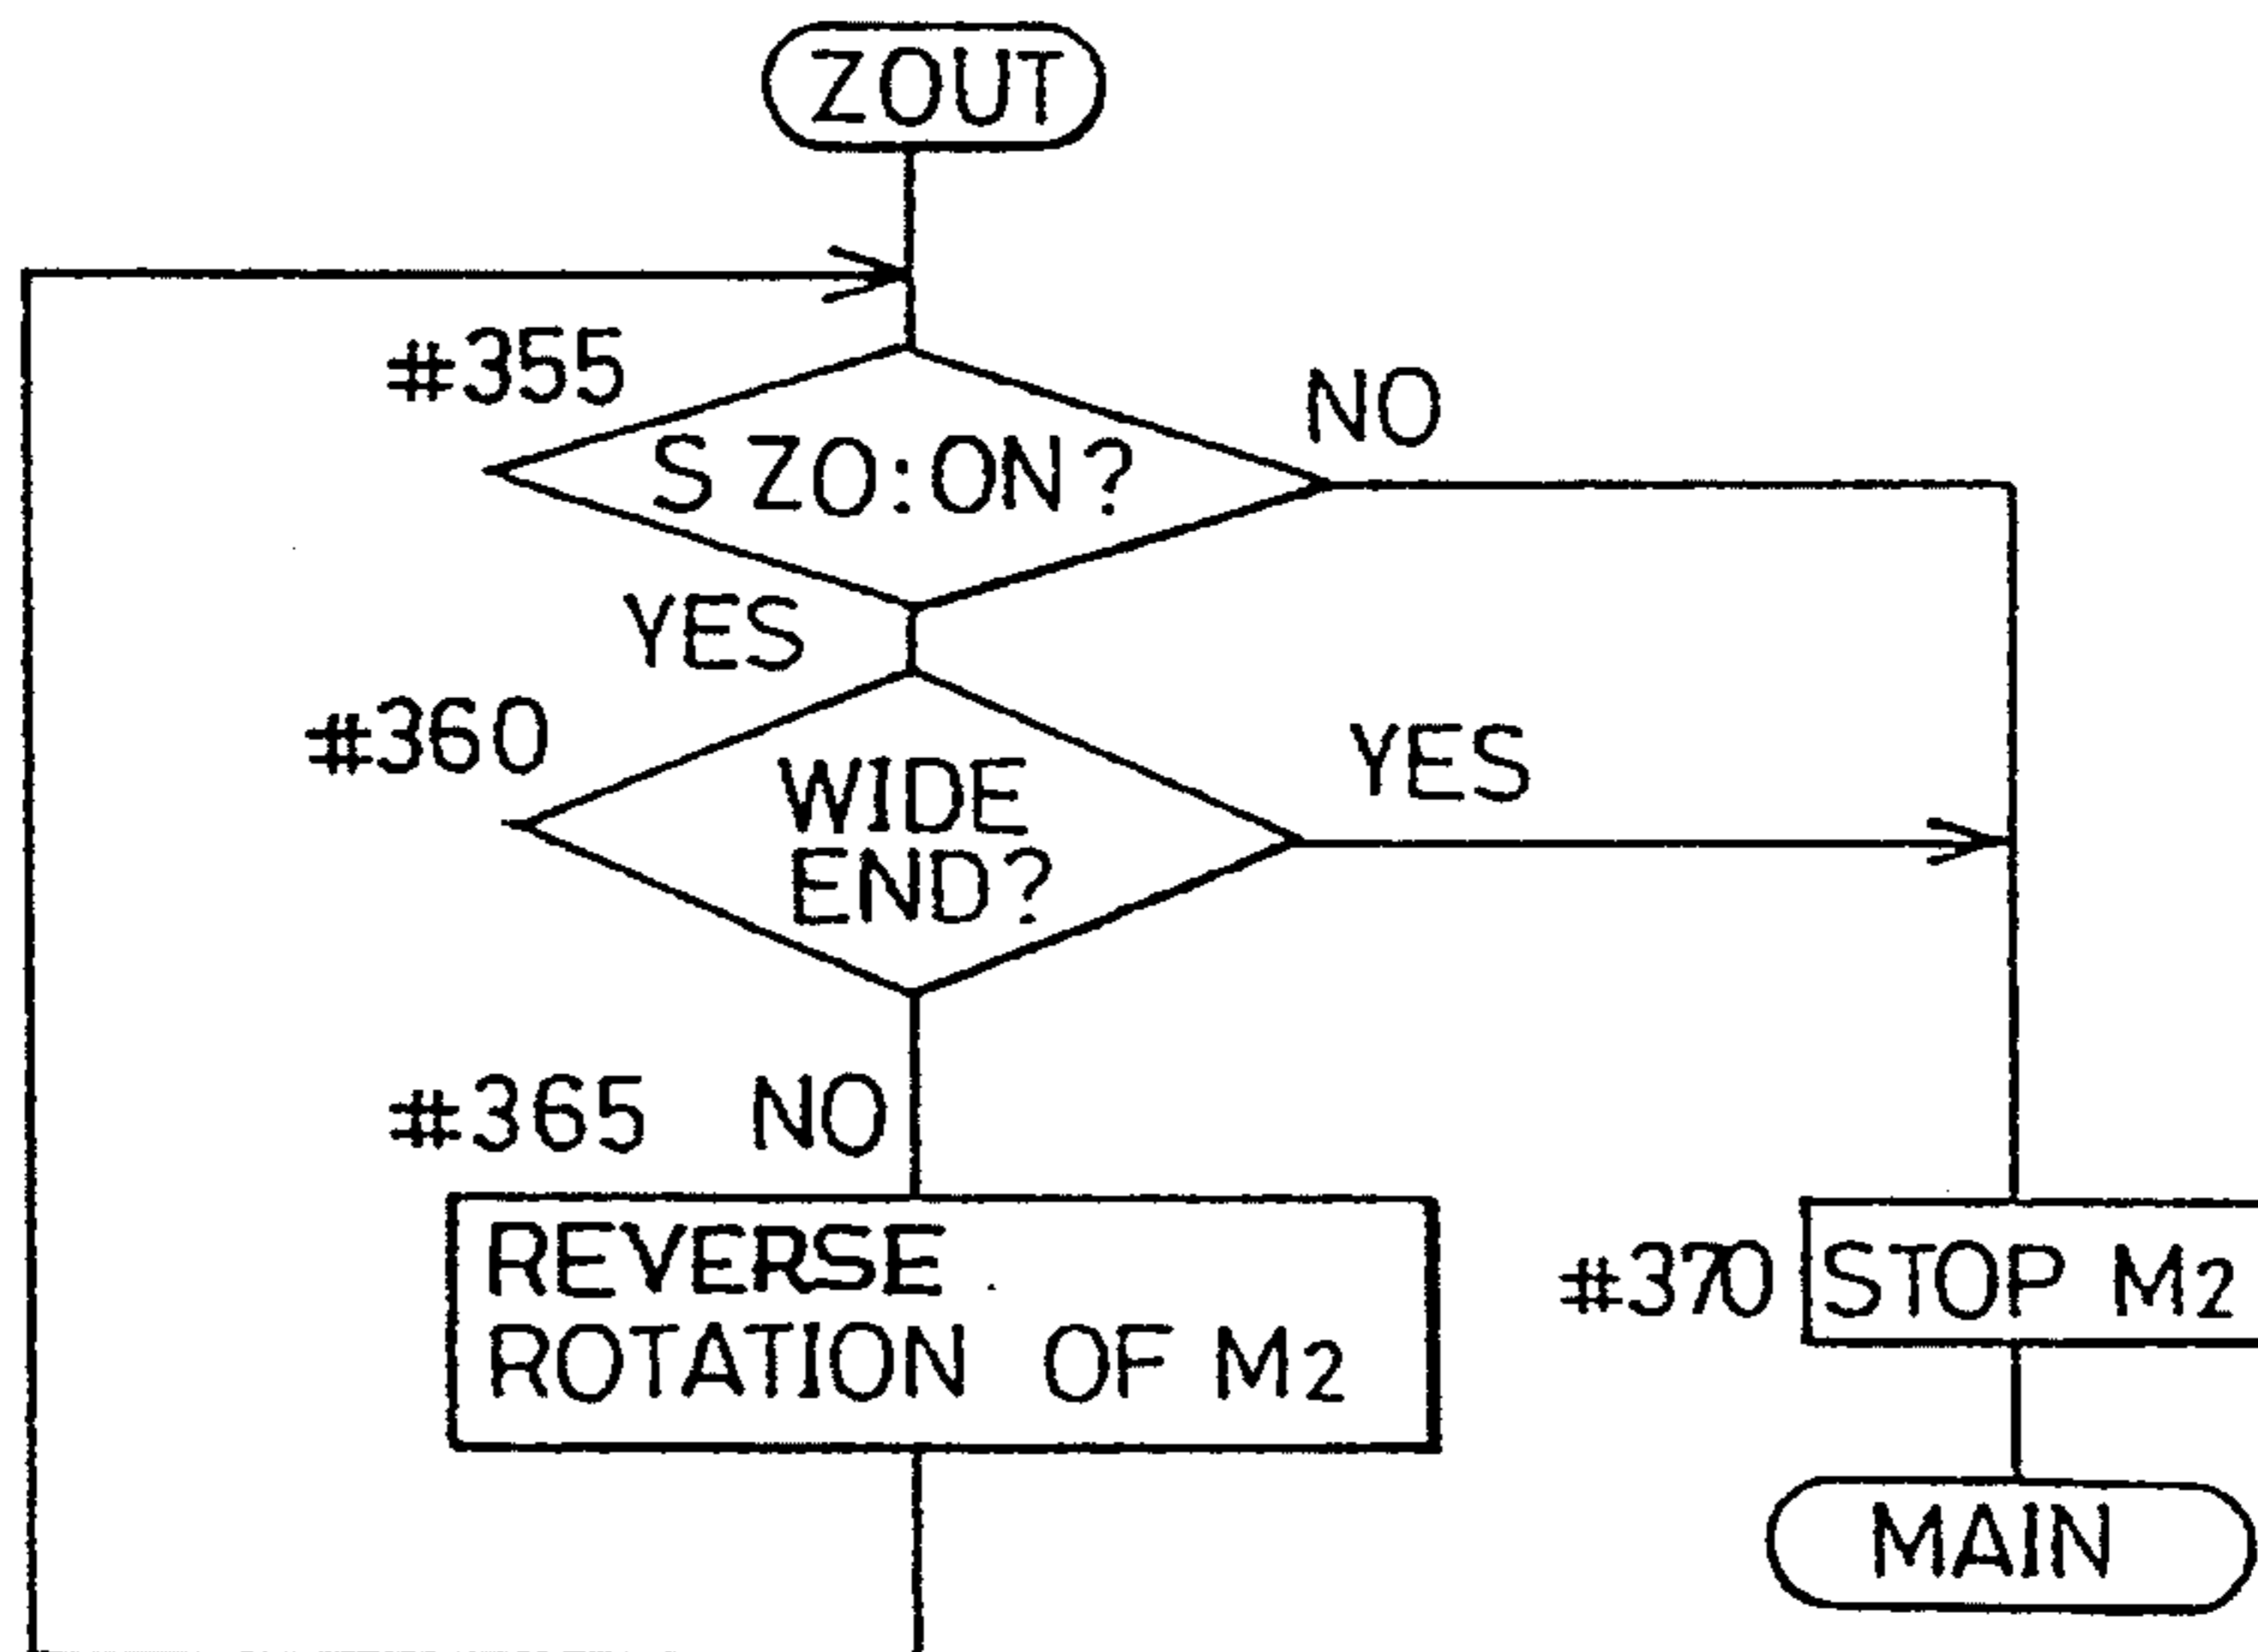 ZOUT
#355
NO
S ZO:ON?
YES
#360
YES
WIDE
END?
#365 NO
REVERSE
ROTATION OF M2
#370 STOP M2
MAIN